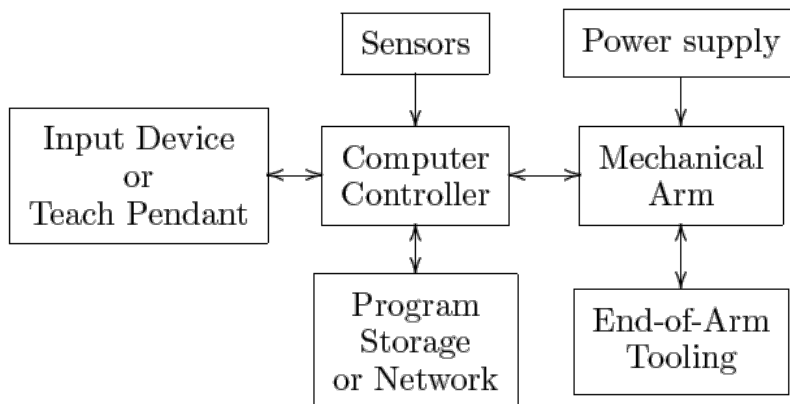 Sensors
Power supply
Input Device
or
Teach Pendant
Computer
Controller
Mechanical
Arm
Program
Storage
or Network
End-of-Arm
Tooling